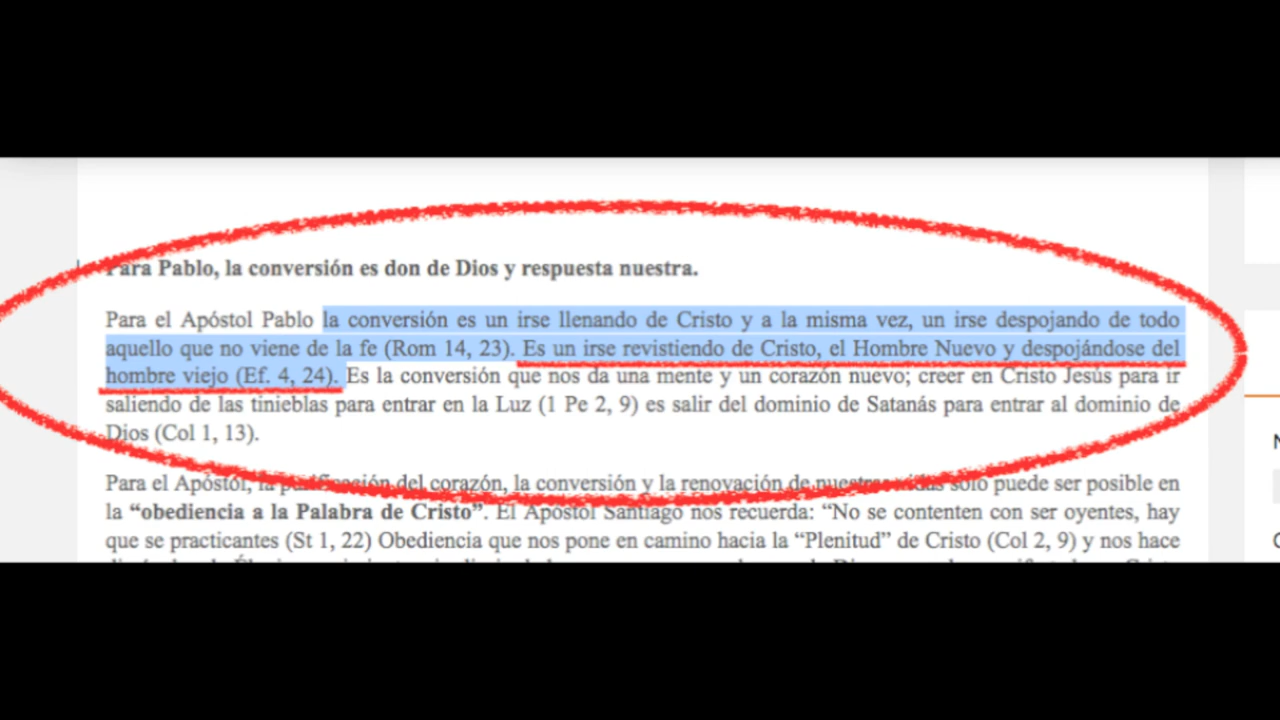 Para Pablo, la conversión es don de Dios y respuesta nuestra.
Para el Apóstol Pablo la conversión es un irse llenando de Cristo y a la misma vez, un irse despojando de todo
aquello que no viene de la fe (Rom 14, 23). Es un irse revistiendo de Cristo, el Hombre Nuevo y despojándose del
hombre viejo (Ef. 4, 24). Es la conversión que nos da una mente y un corazón nuevo; creer en Cristo Jesús para ir
saliendo de las tinieblas para entrar en la Luz (1 Pe 2, 9) es salir del dominio de Satanás para entrar al dominio de
Dios (Col 1, 13).
Para el Apóstol, la purificación del corazón, la conversión y la renovación de nuestras vidas sólo puede ser posible en
la “obediencia a la Palabra de Cristo”. El Apóstol Santiago nos recuerda: “No se contenten con ser oyentes, hay
que se practicantes (St 1, 22) Obediencia que nos pone en camino hacia la “Plenitud” de Cristo (Col 2, 9) y nos hace